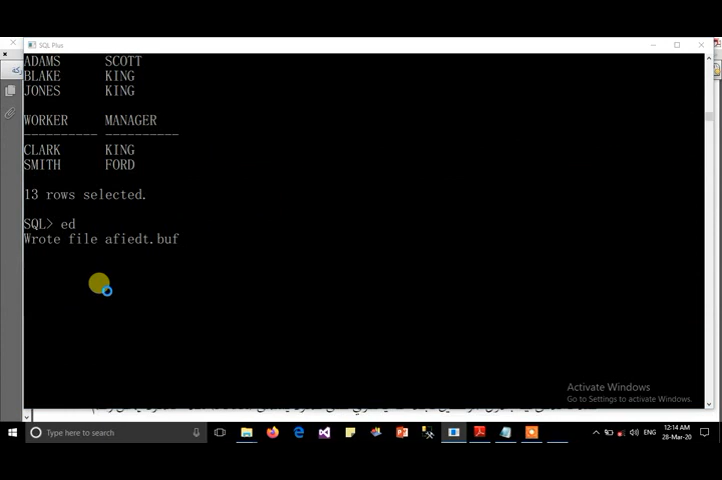 SQL Plus
ADAMS SCOTT
BLAKE KING
JONES KING
WORKER MANAGER
---------- ----------
CLARK KING
SMITH FORD
13 rows selected.
SQL> ed
Wrote file afiedt.buf
Activate Windows
Go to Settings to activate Windows.
Type here to search
ENG
12:14 AM
28-Mar-20